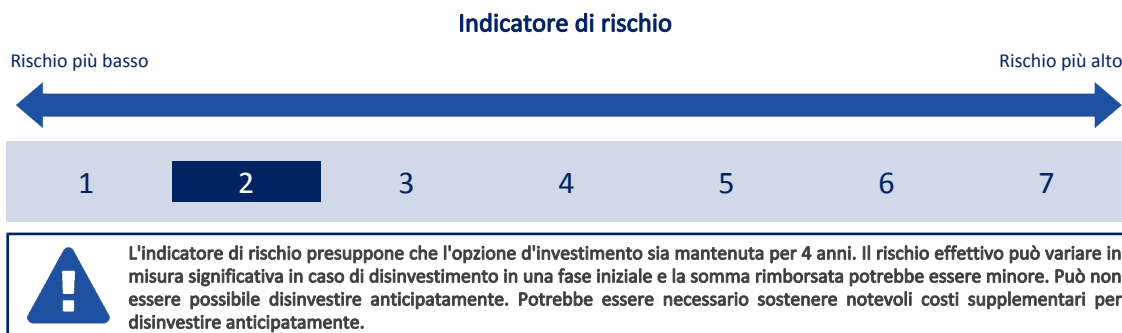 Indicatore di rischio
Rischio più basso
Rischio più alto
1 2 3 4 5 6 7
L'indicatore di rischio presuppone che l'opzione d'investimento sia mantenuta per 4 anni. Il rischio effettivo può variare in
misura significativa in caso di disinvestimento in una fase iniziale e la somma rimborsata potrebbe essere minore. Può non
essere possibile disinvestire anticipatamente. Potrebbe essere necessario sostenere notevoli costi supplementari per
disinvestire anticipatamente.